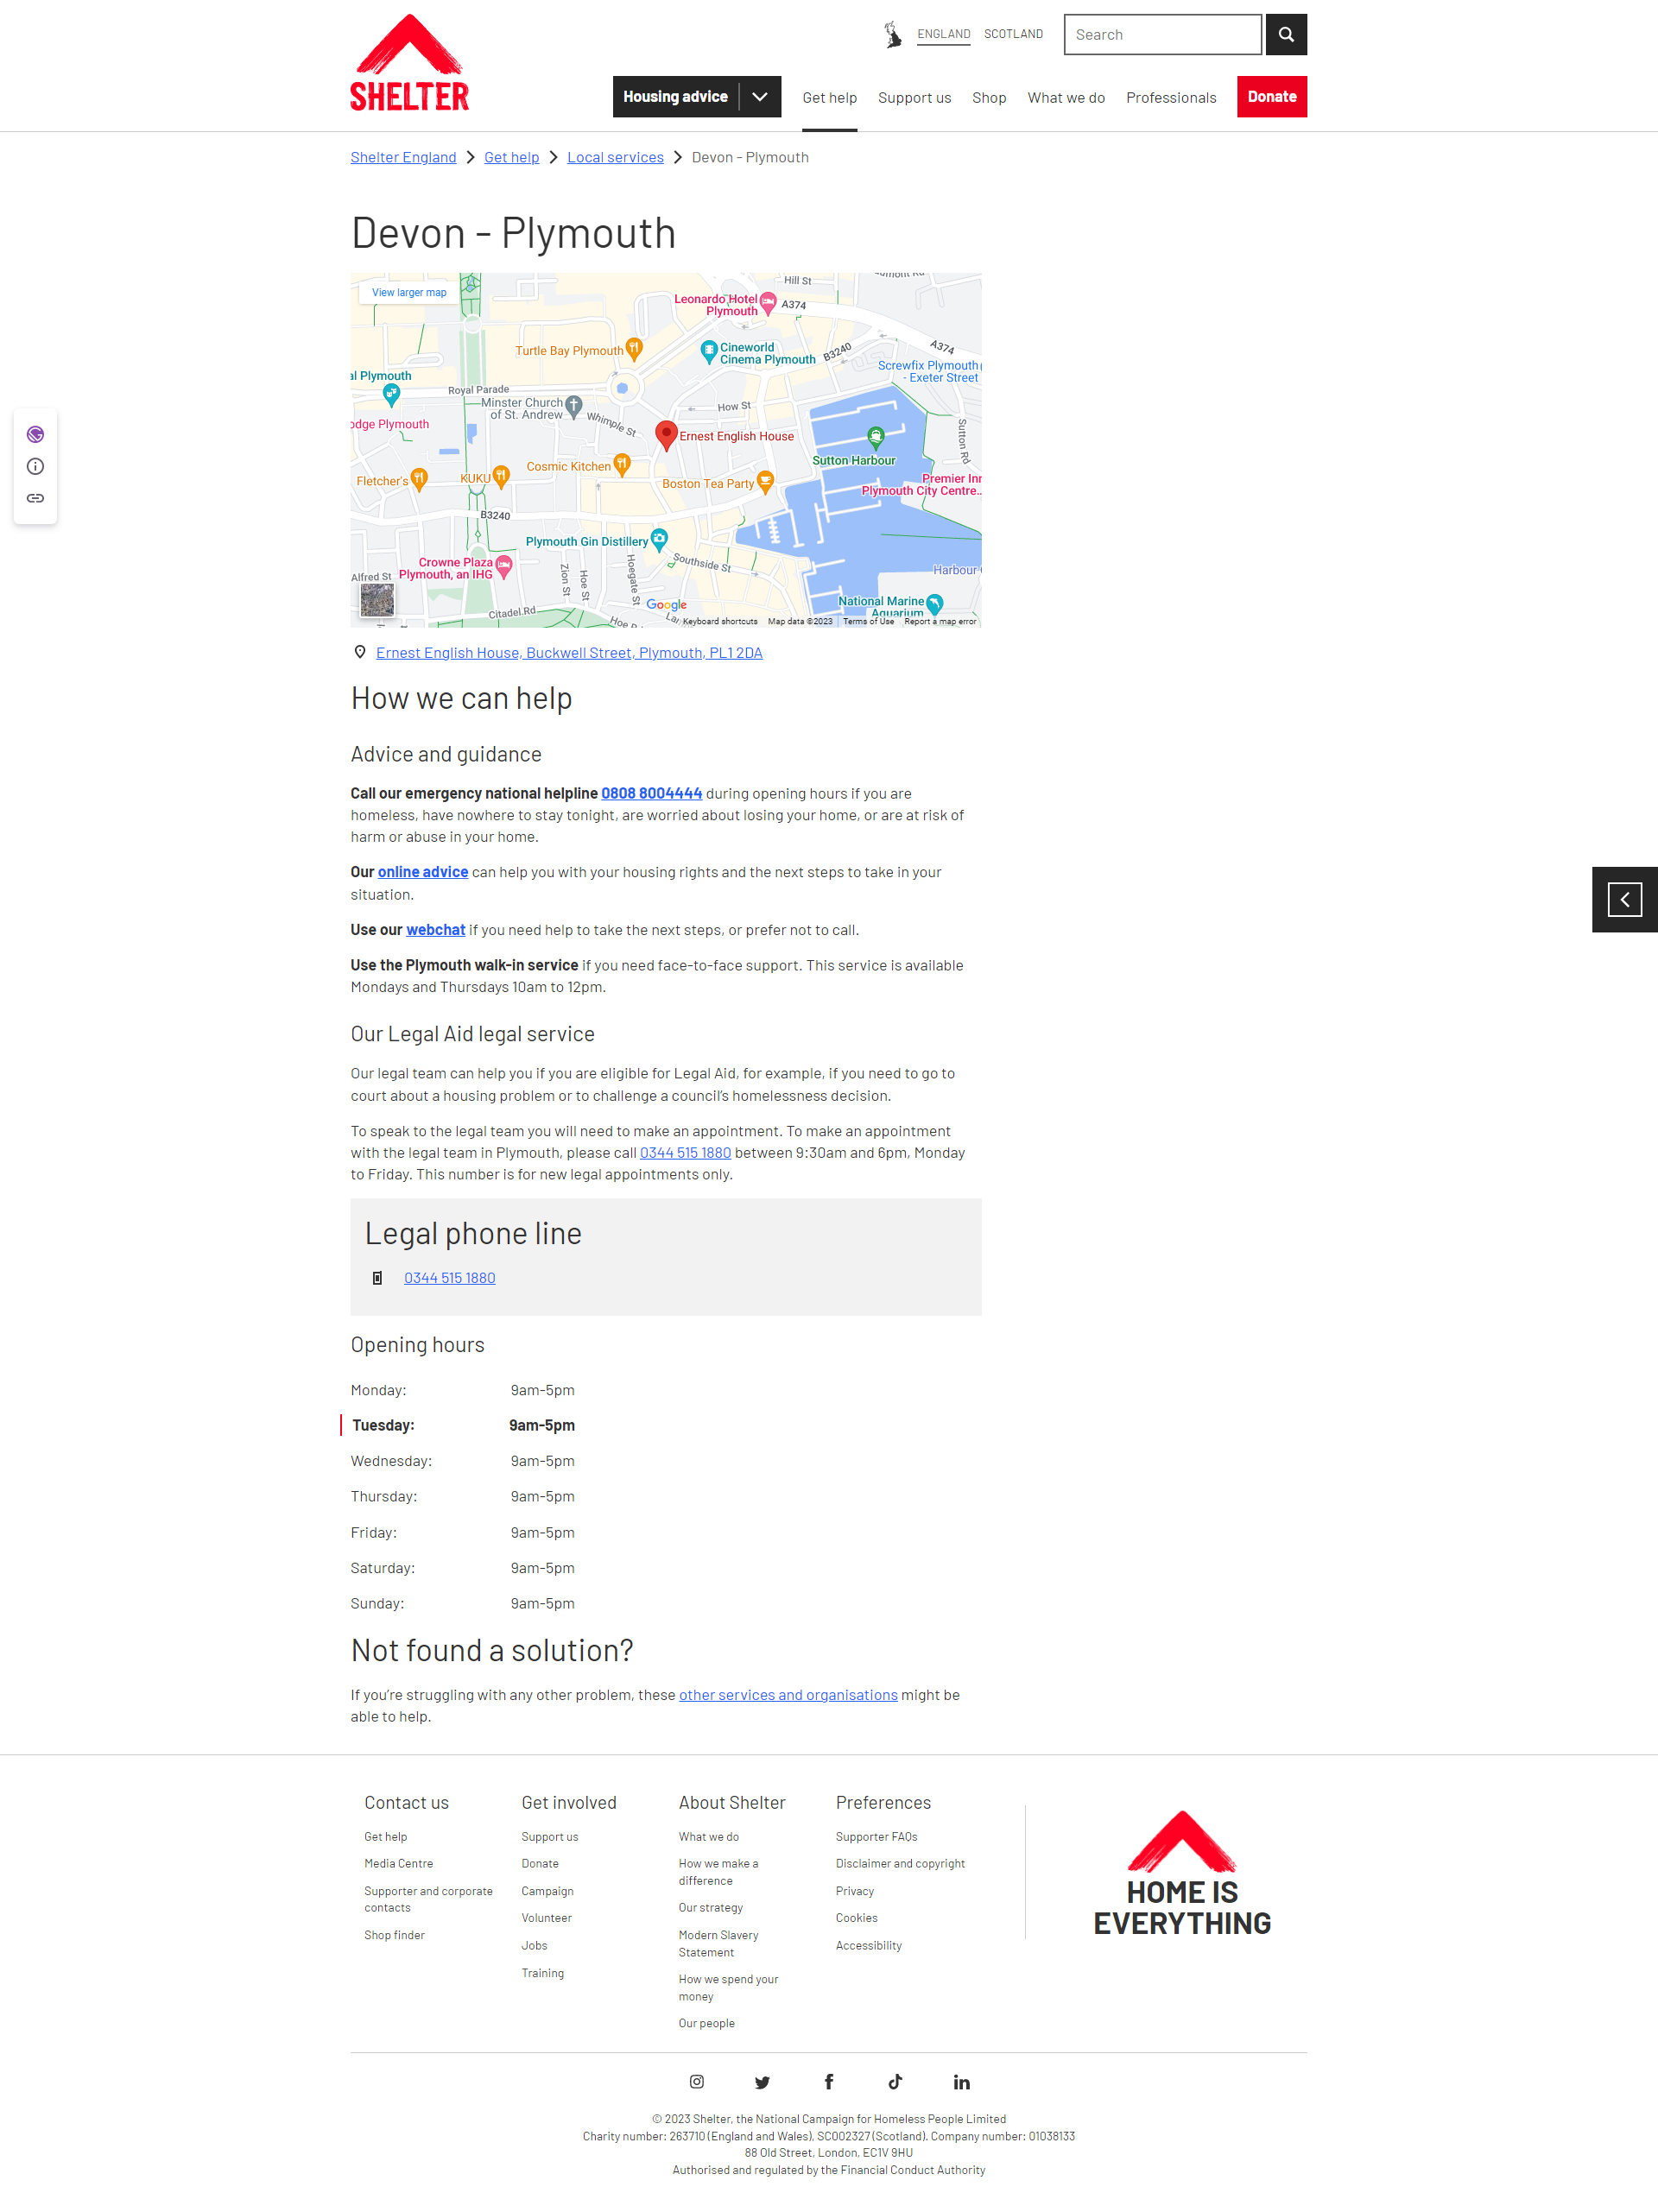 SHELTER
ENGLAND
SCOTLAND
Search
Housing advice
Get help
Support us
Shop
What we do
Professionals
Donate
Shelter England
Get help
Local services
Devon - Plymouth
Devon - Plymouth
View larger map
Hill St
Leonardo Hotel
Plymouth
A374
Turtle Bay Plymouth
Cineworld
Cinema Plymouth
B3240
A374
Screwfix Plymouth
- Exeter Street
al Plymouth
Royal Parade
Minster Church
of St. Andrew
Whimple St
How St
odge Plymouth
Ernest English House
Sutton Rd
Sutton Harbour
Cosmic Kitchen
Fletcher's
KUKU
Boston Tea Party
Premier Inn
Plymouth City Centre...
B3240
Plymouth Gin Distillery
Southside St
Crowne Plaza
Plymouth, an IHG
Zion St
Hoe St
Hoegate St
Harbour
Alfred St
Citadel Rd
Google
National Marine
Aquarium
Keyboard shortcuts
Map data ©2023
Terms of Use
Report a map error
Ernest English House, Buckwell Street, Plymouth, PL1 2DA
How we can help
Advice and guidance
Call our emergency national helpline 0808 8004444 during opening hours if you are
homeless, have nowhere to stay tonight, are worried about losing your home, or are at risk of
harm or abuse in your home.
Our online advice can help you with your housing rights and the next steps to take in your
situation.
Use our webchat if you need help to take the next steps, or prefer not to call.
Use the Plymouth walk-in service if you need face-to-face support. This service is available
Mondays and Thursdays 10am to 12pm.
Our Legal Aid legal service
Our legal team can help you if you are eligible for Legal Aid, for example, if you need to go to
court about a housing problem or to challenge a council's homelessness decision.
To speak to the legal team you will need to make an appointment. To make an appointment
with the legal team in Plymouth, please call 0344 515 1880 between 9:30am and 6pm, Monday
to Friday. This number is for new legal appointments only.
Legal phone line
0344 515 1880
Opening hours
Monday: 9am-5pm
Tuesday: 9am-5pm
Wednesday: 9am-5pm
Thursday: 9am-5pm
Friday: 9am-5pm
Saturday: 9am-5pm
Sunday: 9am-5pm
Not found a solution?
If you're struggling with any other problem, these other services and organisations might be
able to help.
Contact us
Get help
Media Centre
Supporter and corporate
contacts
Shop finder
Get involved
Support us
Donate
Campaign
Volunteer
Jobs
Training
About Shelter
What we do
How we make a
difference
Our strategy
Modern Slavery
Statement
How we spend your
money
Our people
Preferences
Supporter FAQs
Disclaimer and copyright
Privacy
Cookies
Accessibility
HOME IS
EVERYTHING
© 2023 Shelter, the National Campaign for Homeless People Limited
Charity number: 263710 (England and Wales), SC002327 (Scotland). Company number: 01038133
88 Old Street, London, EC1V 9HU
Authorised and regulated by the Financial Conduct Authority